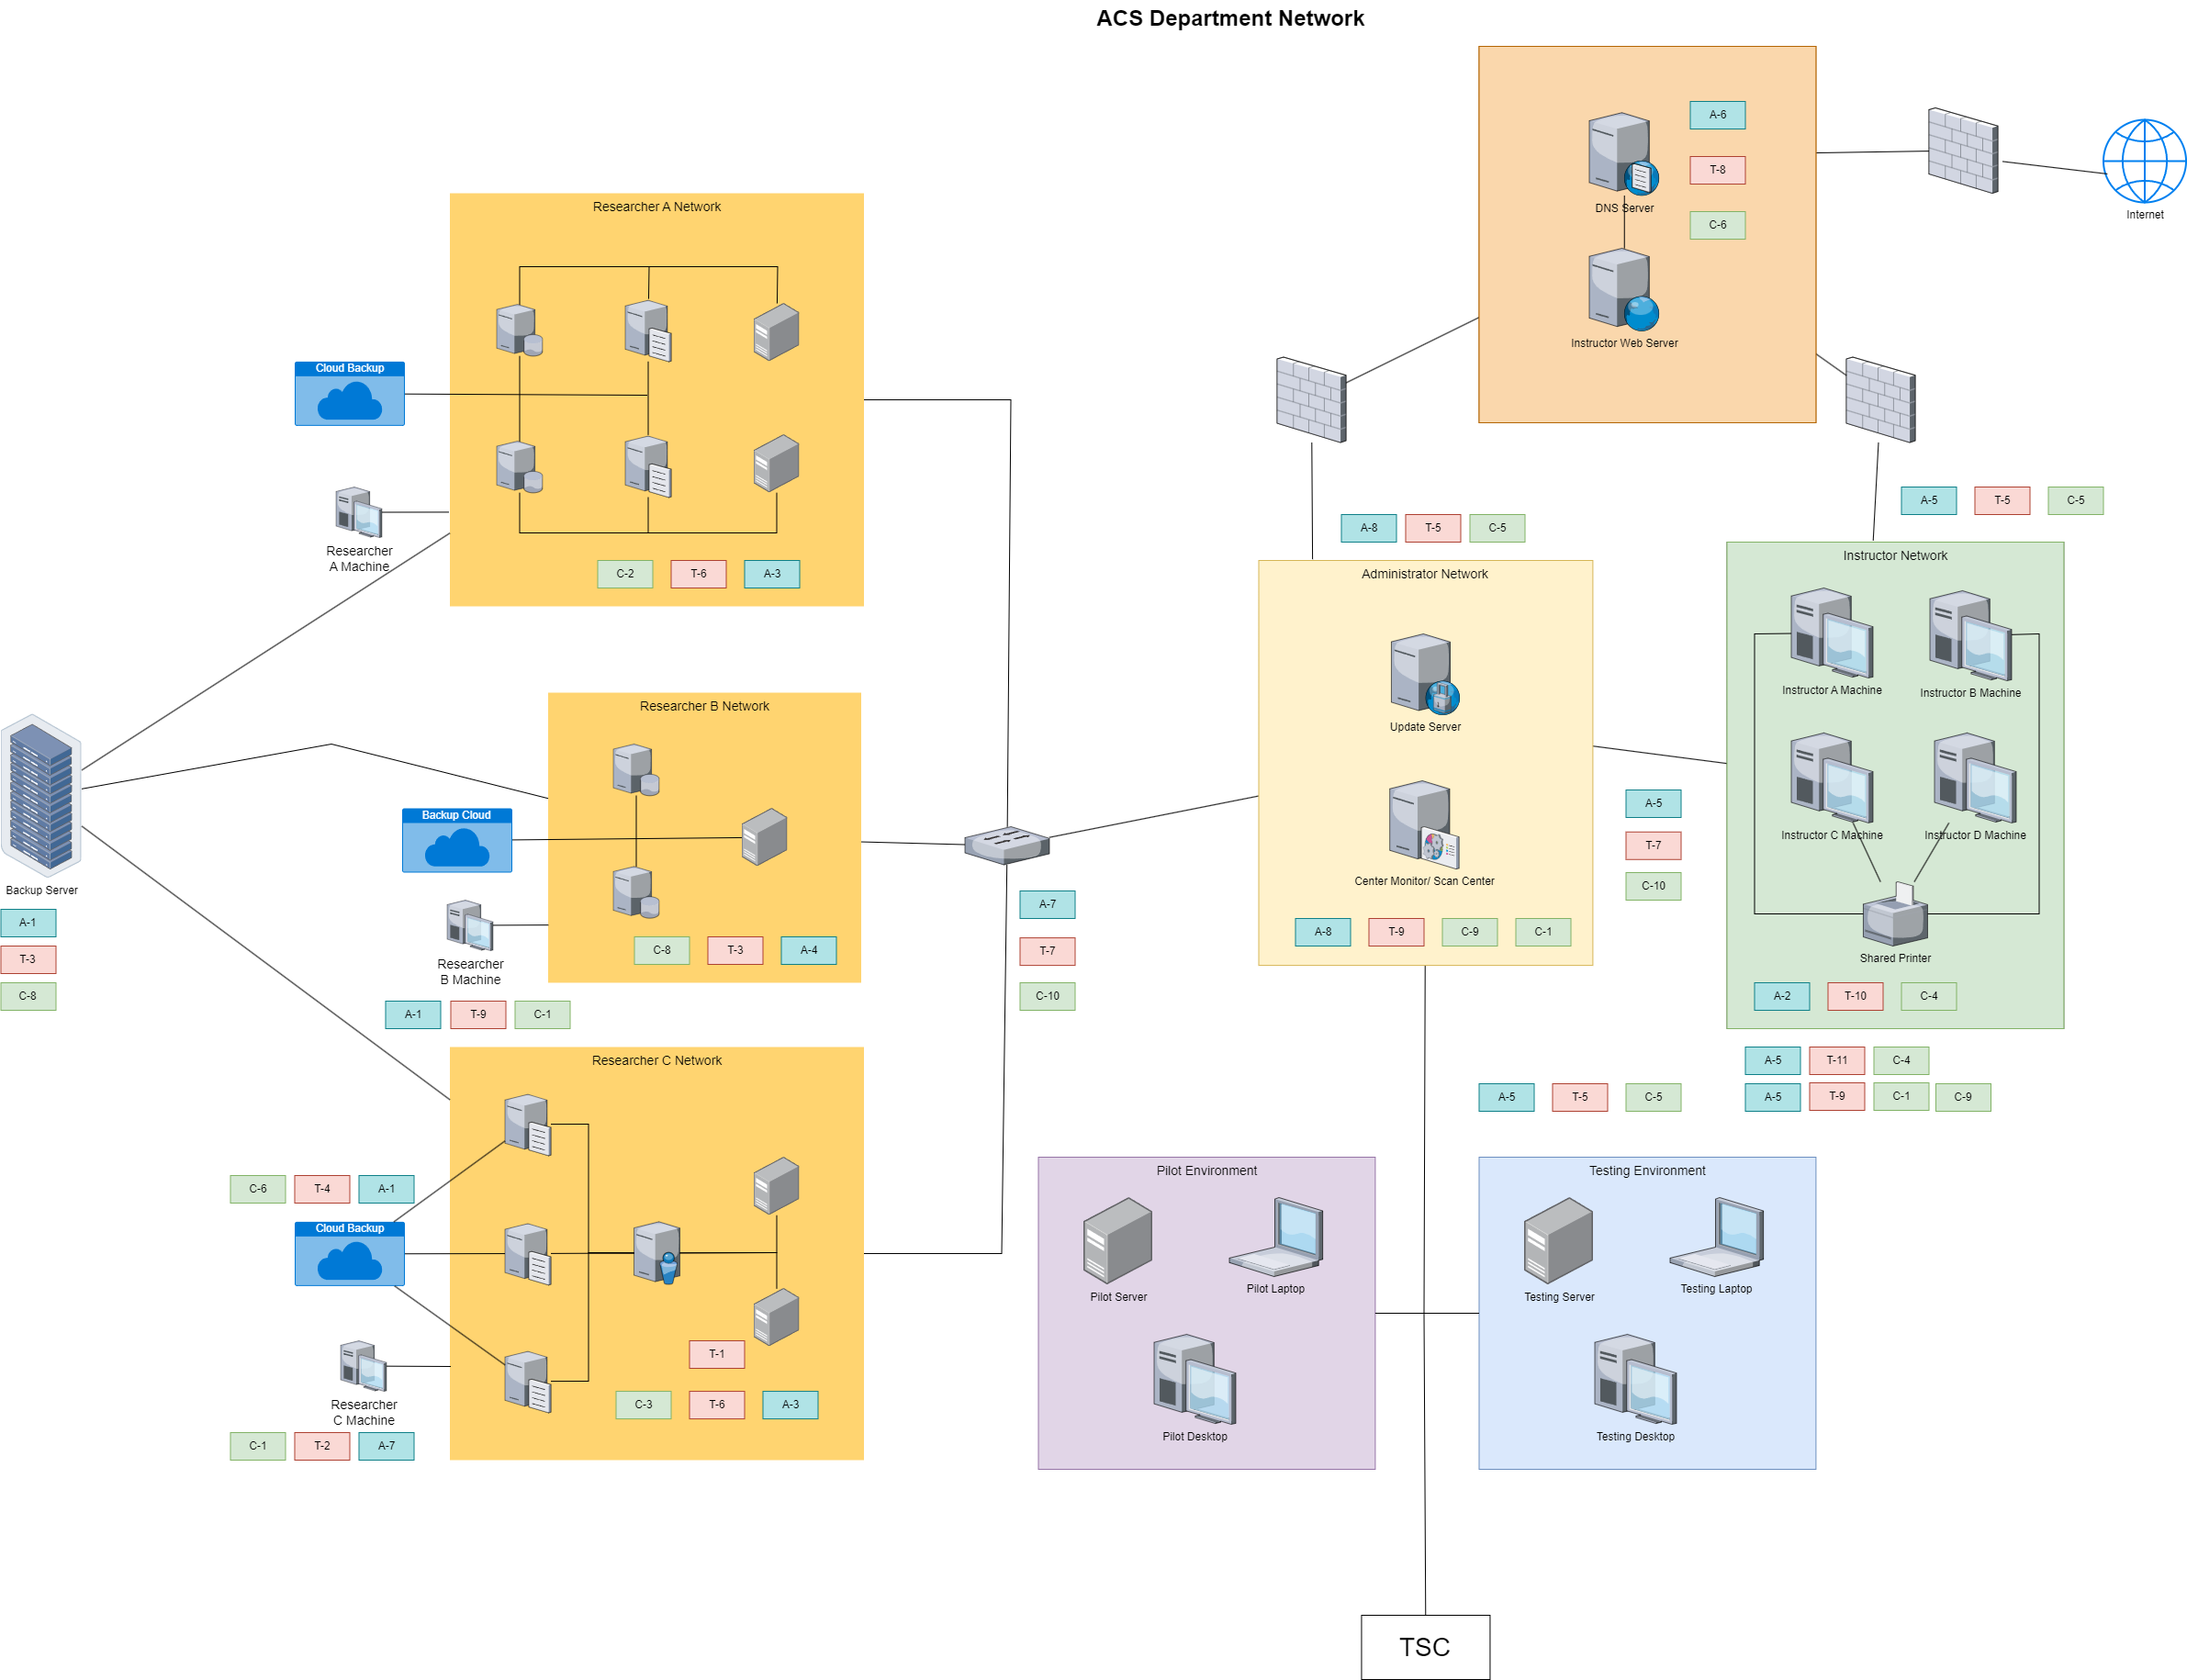 ACS Department Network
A-6
T-8
DNS Server
C-6
Instructor Web Server
Internet
Researcher A Network
Cloud Backup
Researcher
A Machine
C-2 T-6 A-3
A-8 T-5 C-5
A-5 T-5 C-5
Administrator Network
Update Server
Center Monitor/ Scan Center
A-8 T-9 C-9 C-1
Instructor Network
Instructor A Machine
Instructor B Machine
Instructor C Machine
Instructor D Machine
Shared Printer
A-2 T-10 C-4
A-5
T-7
C-10
A-5 T-11 C-4
A-5 T-9 C-1 C-9
Researcher B Network
Backup Cloud
Researcher
B Machine
C-8 T-3 A-4
A-1 T-9 C-1
Backup Server
A-1
T-3
C-8
A-7
T-7
C-10
Researcher C Network
C-6 T-4 A-1
Cloud Backup
Researcher
C Machine
C-1 T-2 A-7
T-1
C-3 T-6 A-3
A-5 T-5 C-5
Pilot Environment
Pilot Server
Pilot Laptop
Pilot Desktop
Testing Environment
Testing Server
Testing Laptop
Testing Desktop
TSC